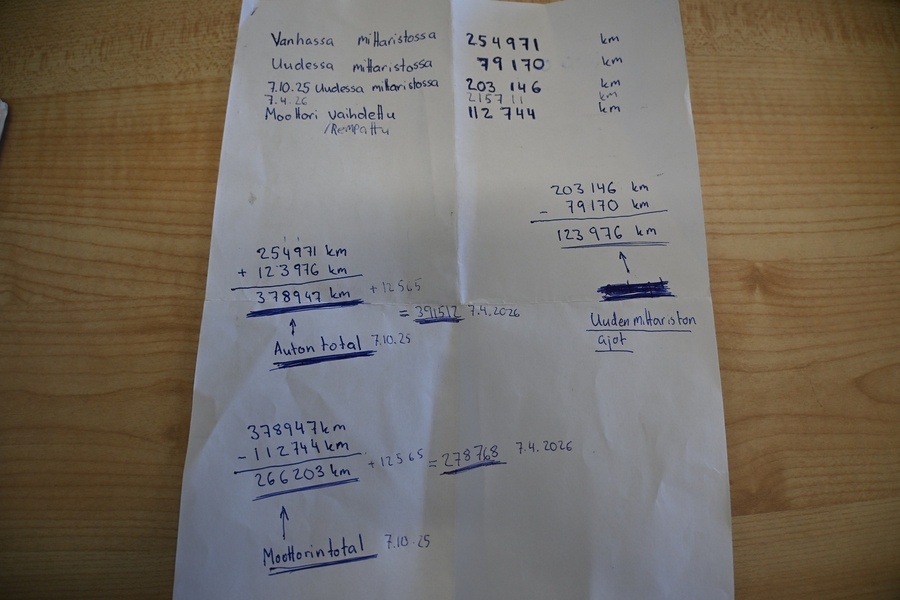 Vanhassa mittaristossa 254971 km
Uudessa mittaristossa 79170 km
7.10.25 Uudessa mittaristossa 203 146 km
7.4.26 215711 km
Moottori vaihdettu 112 744 km
/Rempattu
203 146 km
- 79170 km
123 976 km
Uuden mittariston
ajot
254971 km
+ 123976 km
378947 km + 12565
= 391512 7.4.2026
Auton total 7.10.25
378947 km
- 112744 km
266203 km + 12565 = 278768 7.4.2026
Moottorin total 7.10.25